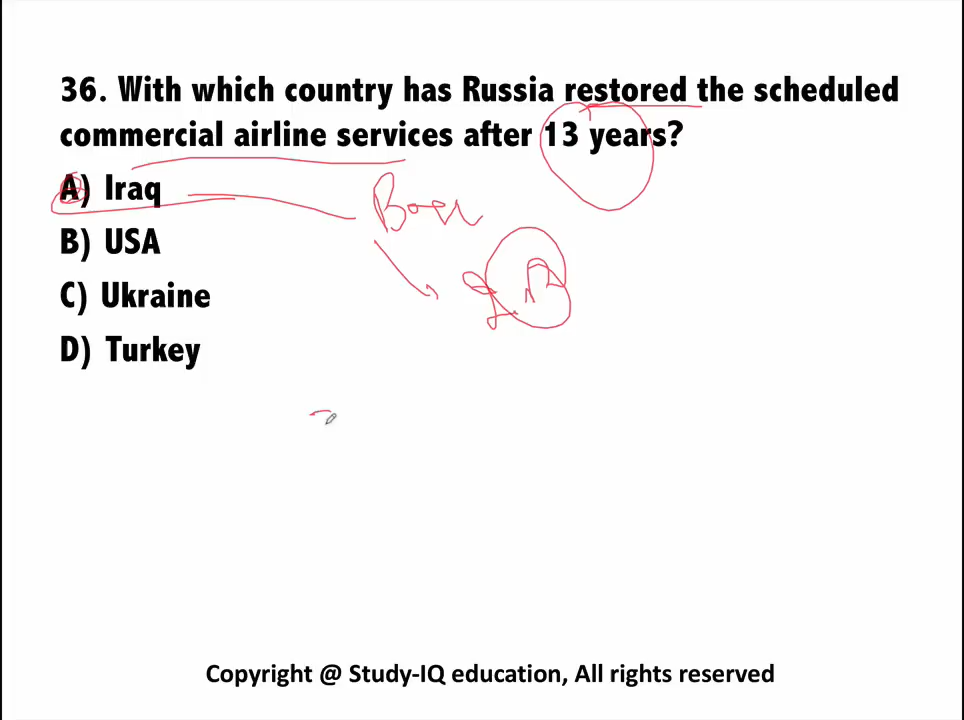 36. With which country has Russia restored the scheduled
commercial airline services after 13 years?
A) Iraq
B) USA
C) Ukraine
D) Turkey
Copyright @ Study-IQ education, All rights reserved